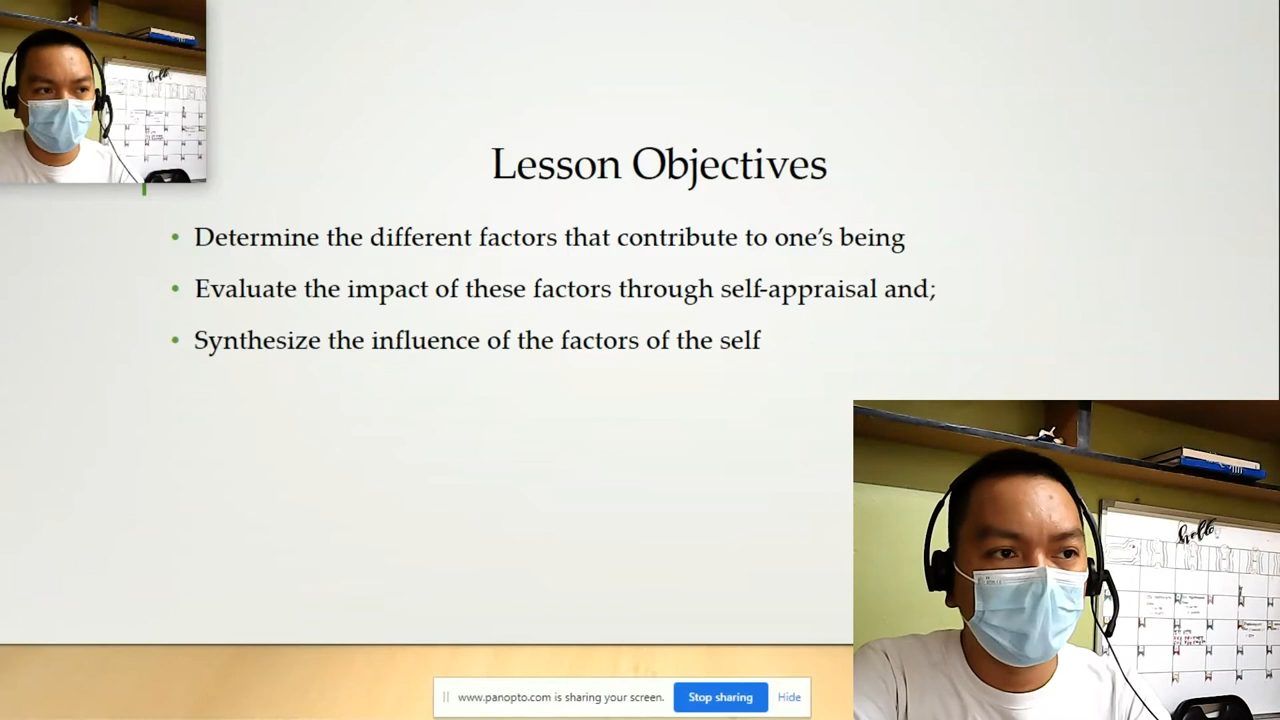 Lesson Objectives
• Determine the different factors that contribute to one's being
• Evaluate the impact of these factors through self-appraisal and;
• Synthesize the influence of the factors of the self
www.panopto.com is sharing your screen.
Stop sharing
Hide